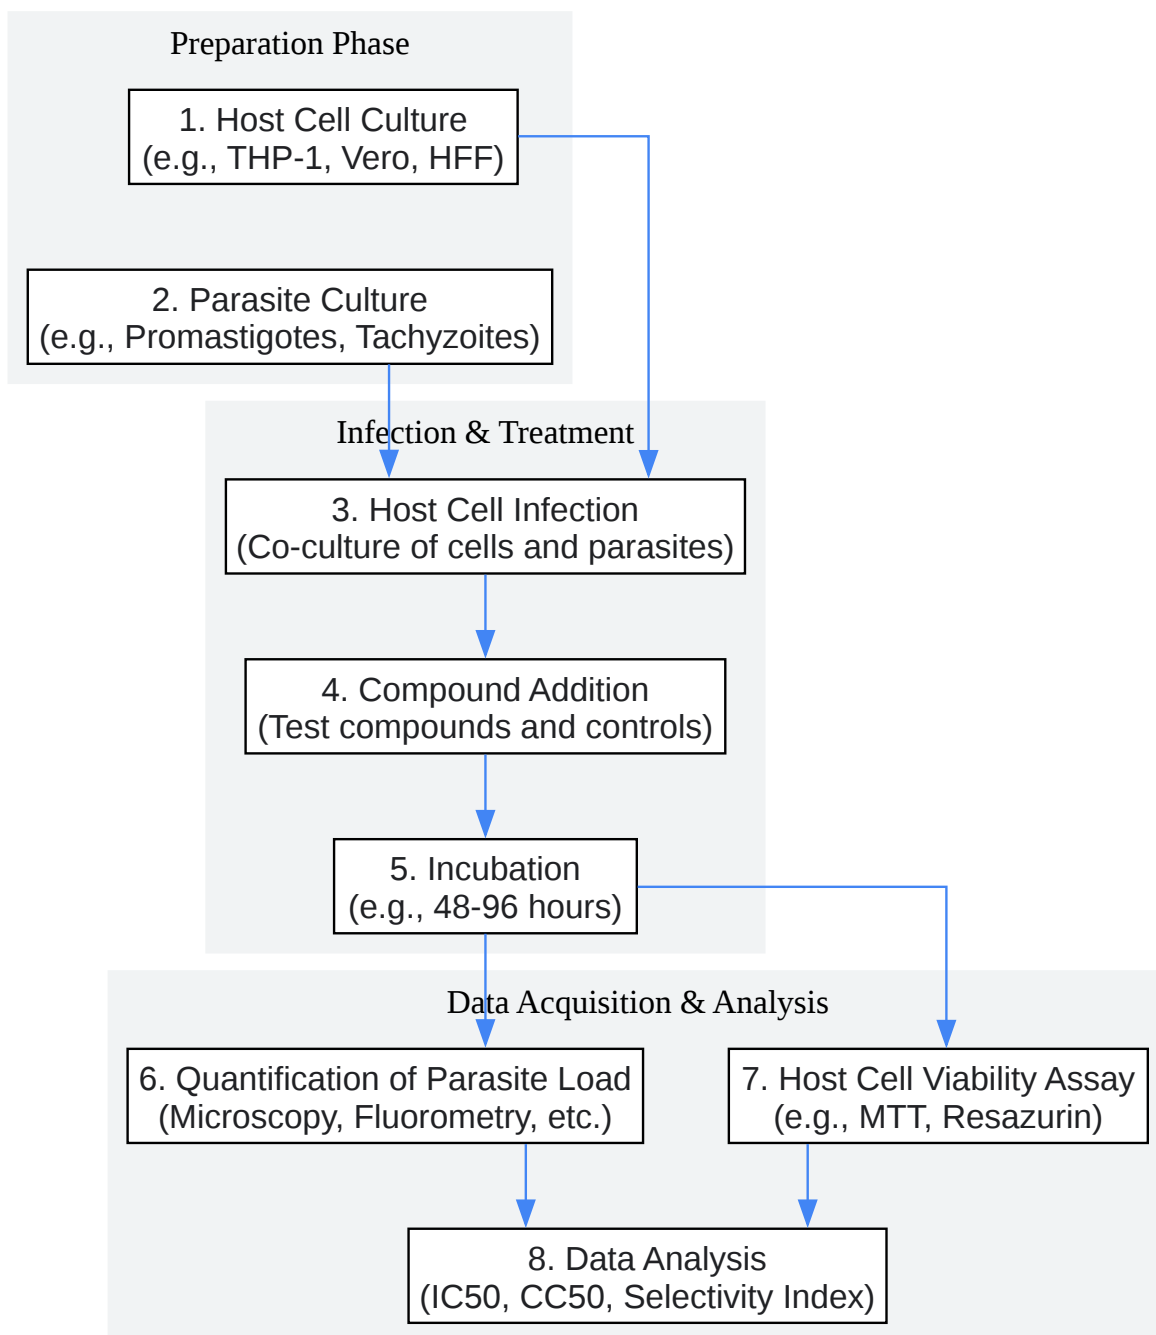 Preparation Phase
1. Host Cell Culture
(e.g., THP-1, Vero, HFF)
2. Parasite Culture
(e.g., Promastigotes, Tachyzoites)
Infection & Treatment
3. Host Cell Infection
(Co-culture of cells and parasites)
4. Compound Addition
(Test compounds and controls)
5. Incubation
(e.g., 48-96 hours)
Data Acquisition & Analysis
6. Quantification of Parasite Load
(Microscopy, Fluorometry, etc.)
7. Host Cell Viability Assay
(e.g., MTT, Resazurin)
8. Data Analysis
(IC50, CC50, Selectivity Index)